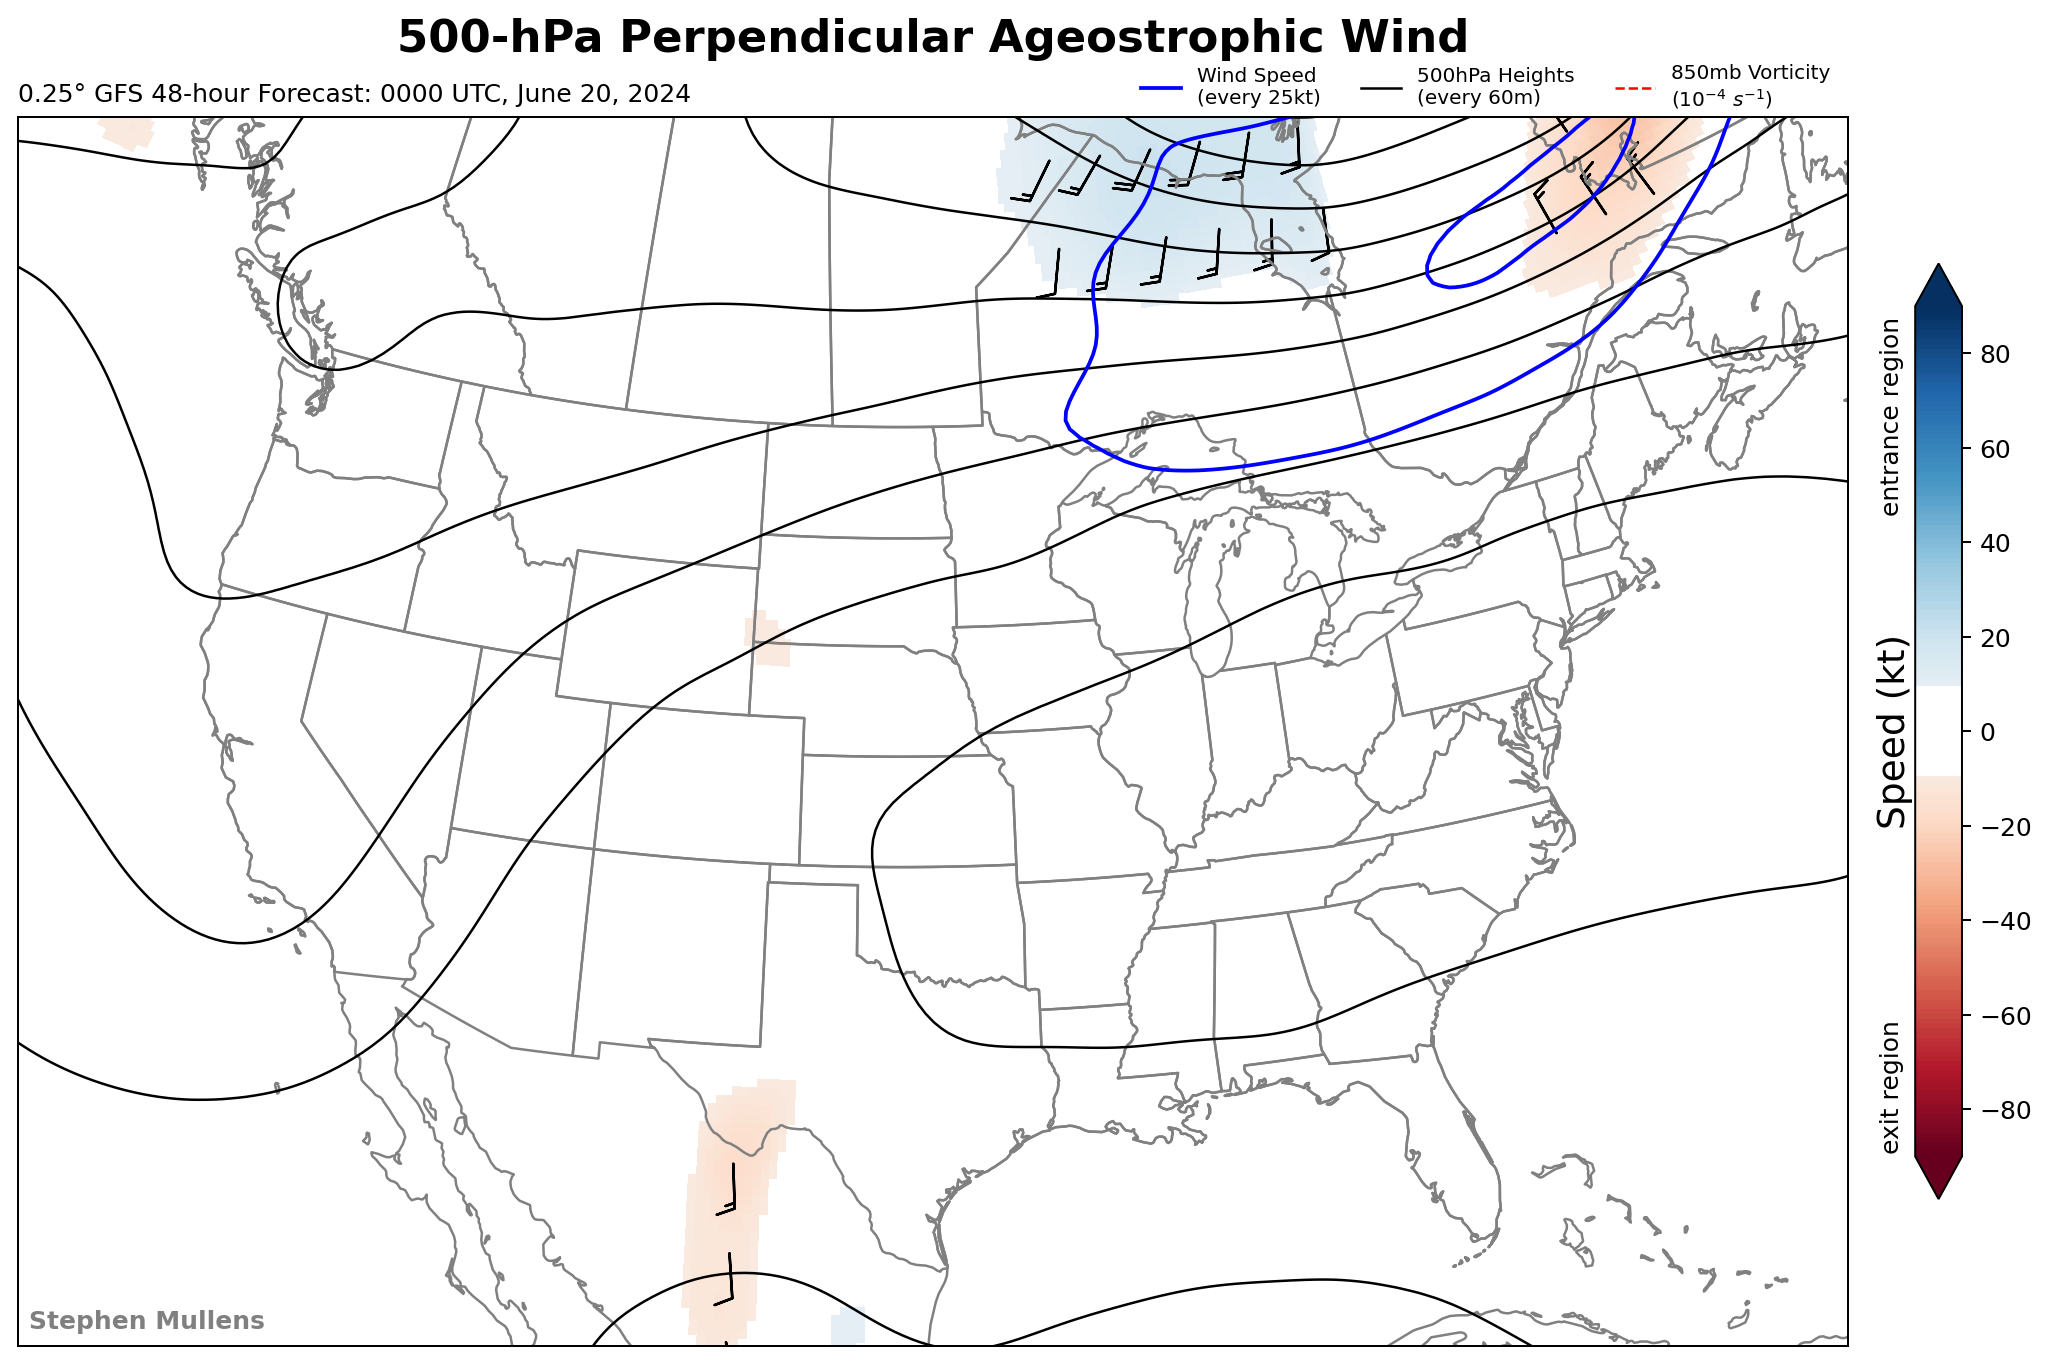 500-hPa Perpendicular Ageostrophic Wind
0.25° GFS 48-hour Forecast: 0000 UTC, June 20, 2024
Wind Speed
(every 25kt)
500hPa Heights
(every 60m)
850mb Vorticity
(10⁻⁴ s⁻¹)
entrance region
Speed (kt)
exit region
80
60
40
20
0
−20
−40
−60
−80
Stephen Mullens